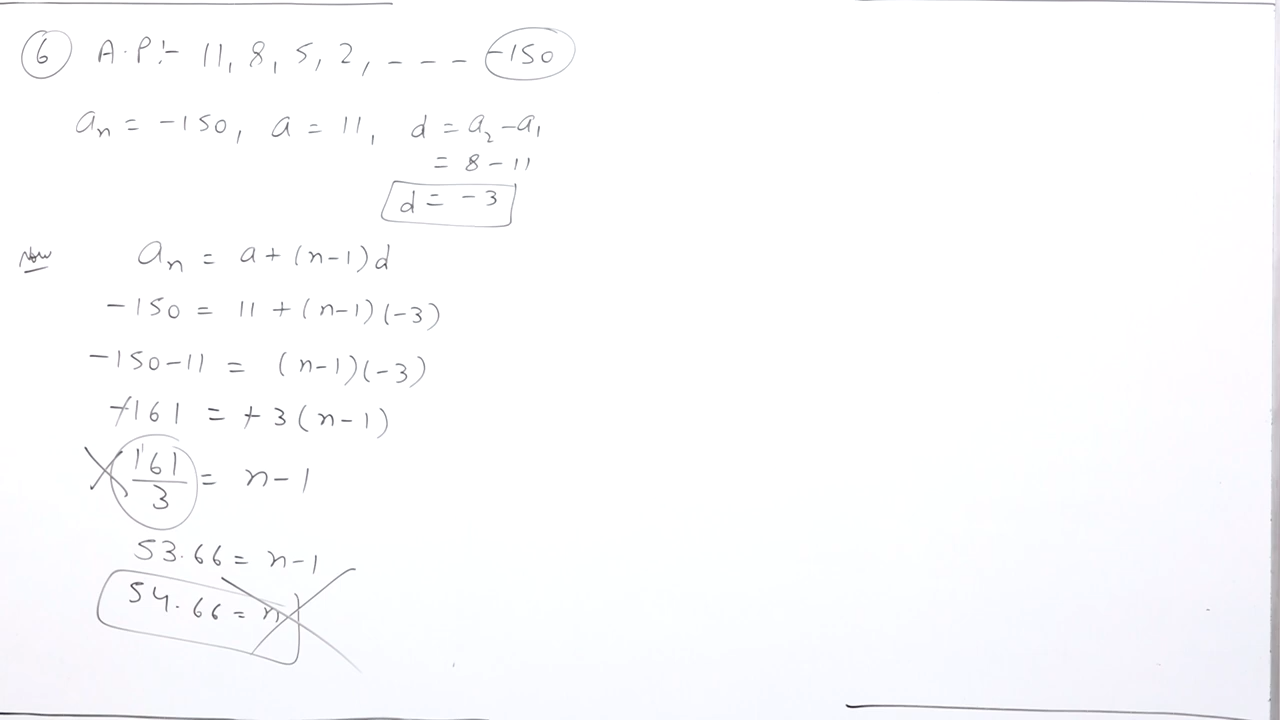 6 A.P:- 11, 8, 5, 2, - - - -150
an = -150, a = 11, d = a2 - a1
= 8 - 11
d = -3
Now an = a + (n-1)d
-150 = 11 + (n-1)(-3)
-150-11 = (n-1)(-3)
+161 = +3(n-1)
161/3 = n-1
53.66 = n-1
54.66 = n